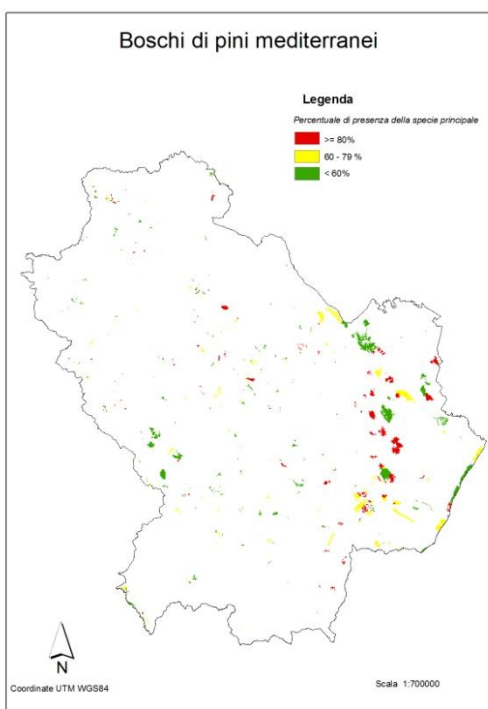 Boschi di pini mediterranei
Legenda
Percentuale di presenza della specie principale
>= 80%
60 - 79 %
< 60%
N
Coordinate UTM WGS84
Scala 1:700000